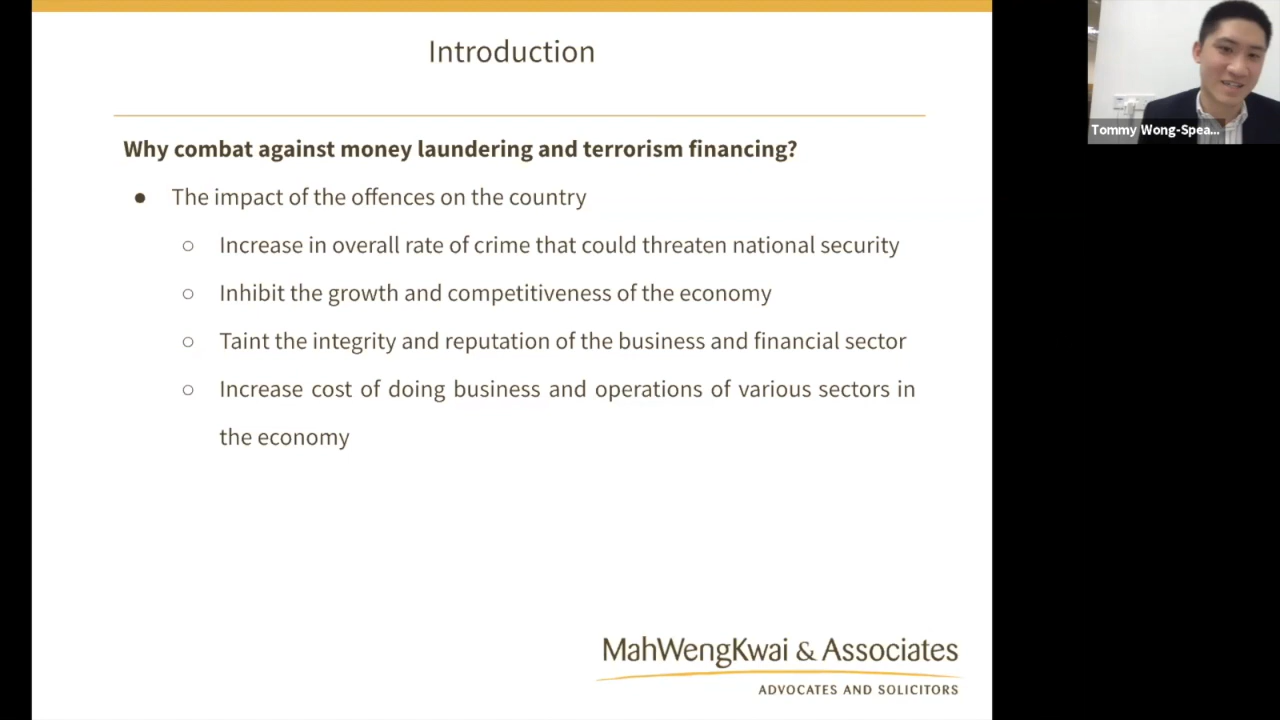 Introduction
Why combat against money laundering and terrorism financing?
● The impact of the offences on the country
○ Increase in overall rate of crime that could threaten national security
○ Inhibit the growth and competitiveness of the economy
○ Taint the integrity and reputation of the business and financial sector
○ Increase cost of doing business and operations of various sectors in
the economy
MahWengKwai & Associates
ADVOCATES AND SOLICITORS
Tommy Wong-Spea...